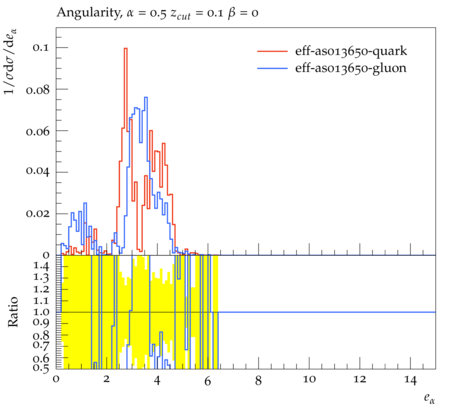 Angularity, α = 0.5 z_cut = 0.1 β = 0
1/σdσ/de_α
0.1
0.08
0.06
0.04
0.02
0
eff-as013650-quark
eff-as013650-gluon
Ratio
1.4
1.3
1.2
1.1
1.0
0.9
0.8
0.7
0.6
0.5
0 2 4 6 8 10 12 14
e_α